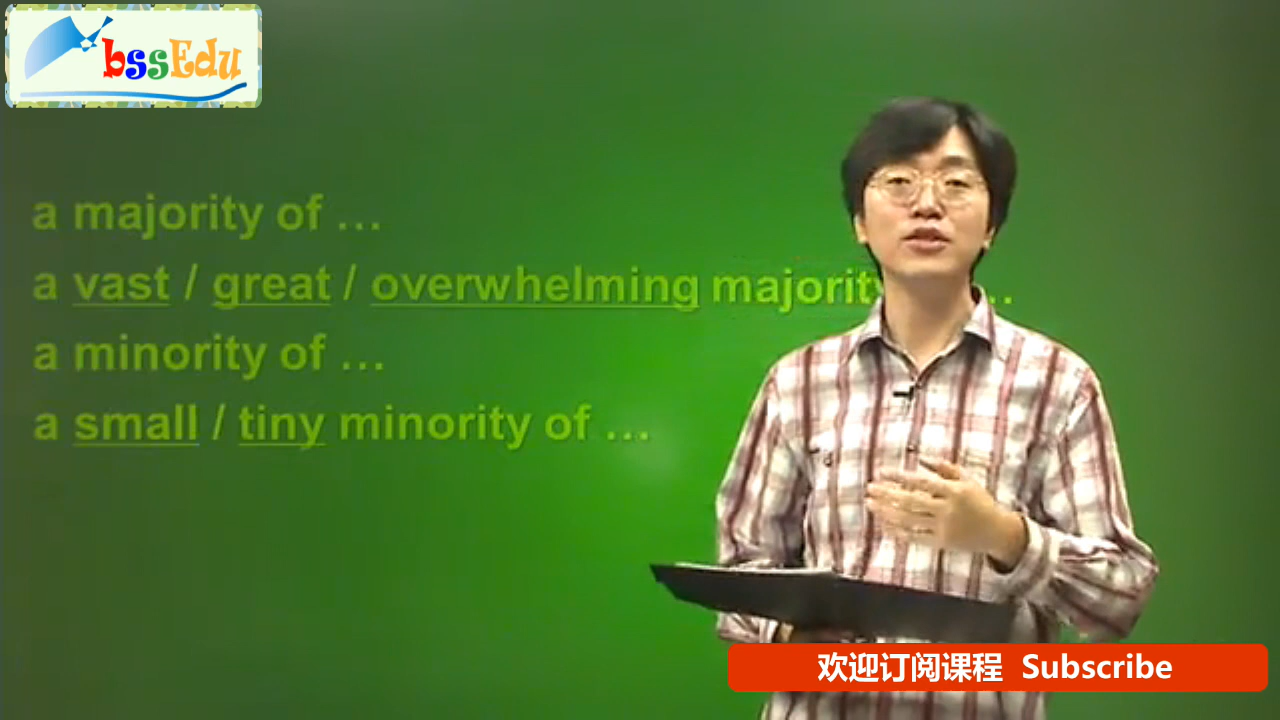 bssEdu
a majority of ...
a vast / great / overwhelming majority ...
a minority of ...
a small / tiny minority of ...
欢迎订阅课程 Subscribe